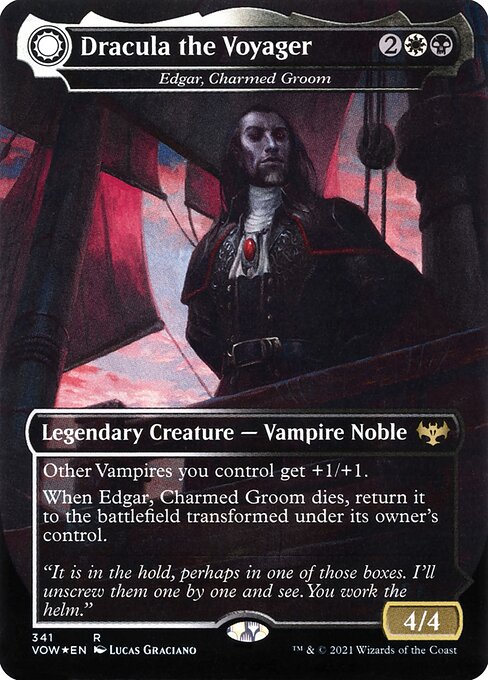 Dracula the Voyager 2
Edgar, Charmed Groom
Legendary Creature — Vampire Noble
Other Vampires you control get +1/+1.
When Edgar, Charmed Groom dies, return it
to the battlefield transformed under its owner's
control.
“It is in the hold, perhaps in one of those boxes. I'll
unscrew them one by one and see. You work the
helm.”
4/4
341 R
VOW★EN Lucas Graciano
™ & © 2021 Wizards of the Coast